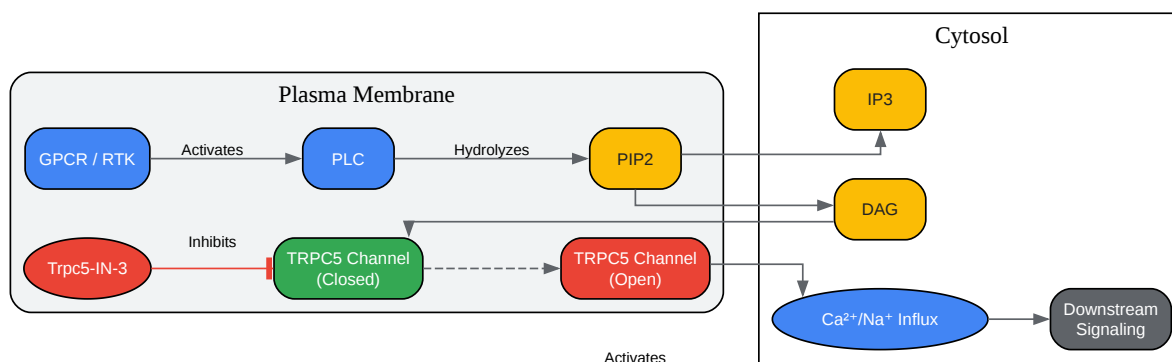 Cytosol
Plasma Membrane
IP3
GPCR / RTK
Activates
PLC
Hydrolyzes
PIP2
DAG
Inhibits
Trpc5-IN-3
TRPC5 Channel
(Closed)
TRPC5 Channel
(Open)
Ca²⁺/Na⁺ Influx
Downstream
Signaling
Activates